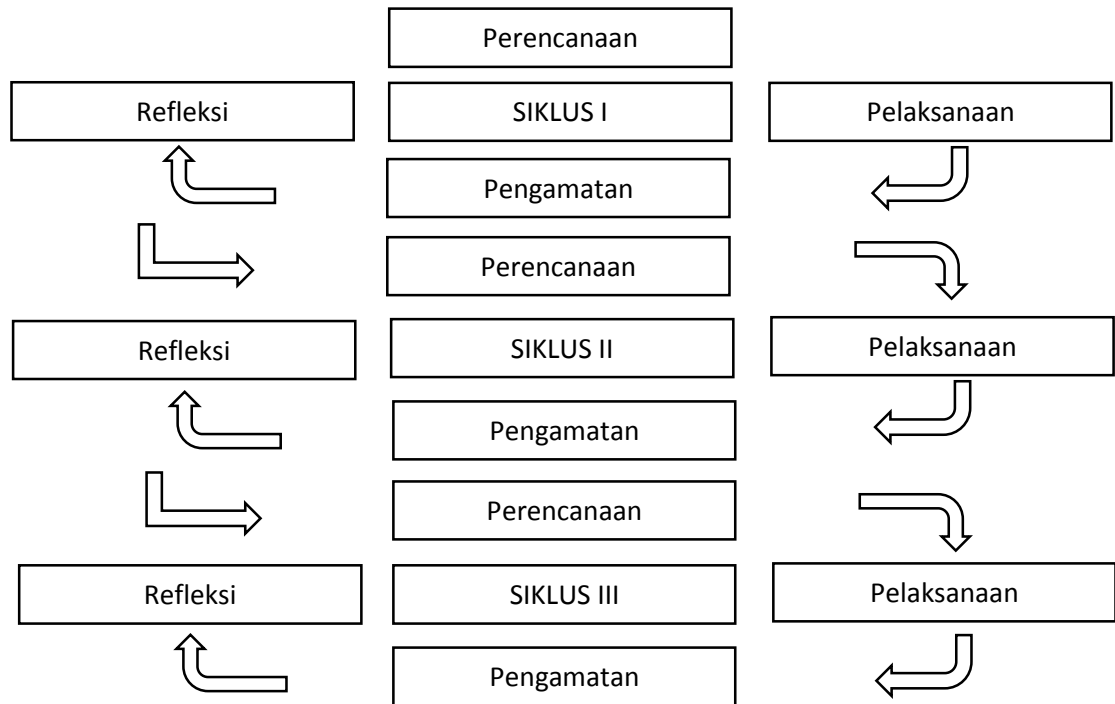 Perencanaan
Refleksi
SIKLUS I
Pelaksanaan
Pengamatan
Perencanaan
Refleksi
SIKLUS II
Pelaksanaan
Pengamatan
Perencanaan
Refleksi
SIKLUS III
Pelaksanaan
Pengamatan